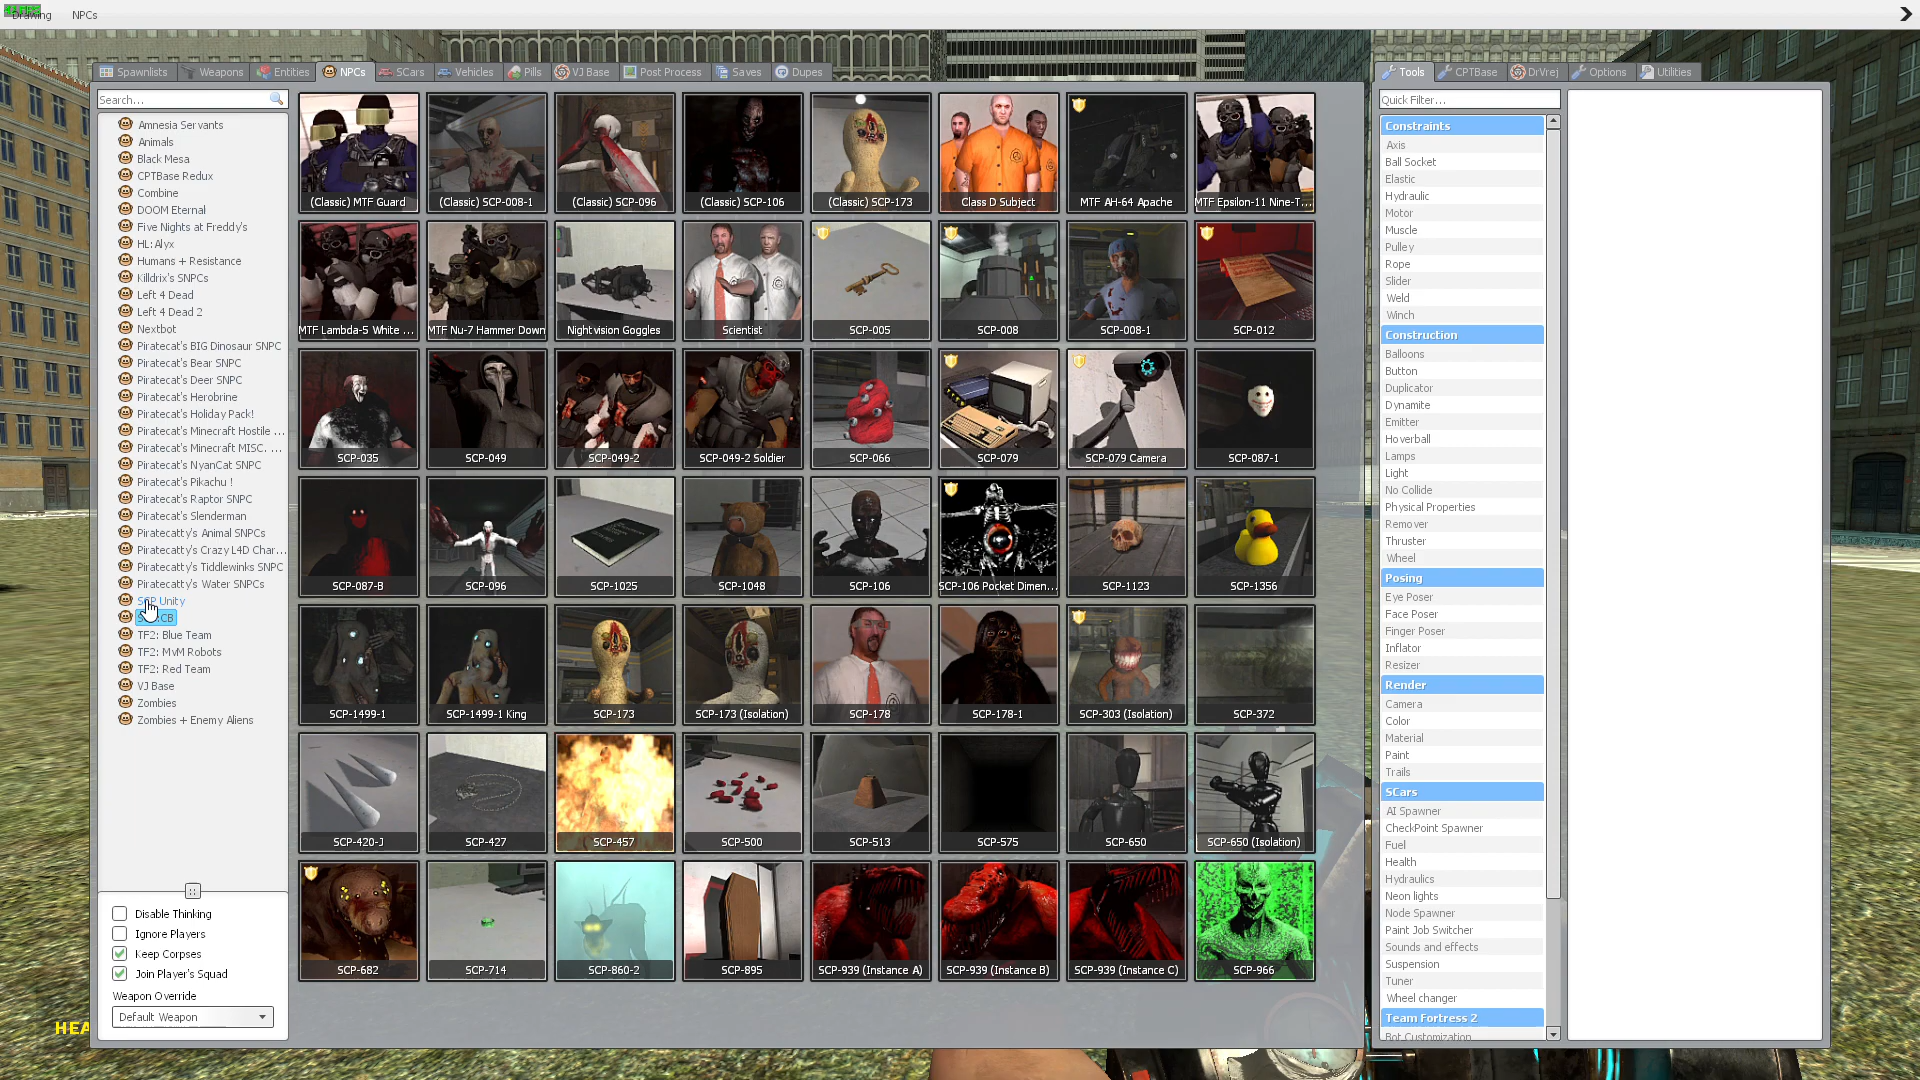 Drawing NPCs
Spawnlists Weapons Entities NPCs SCars Vehicles Pills VJ Base Post Process Saves Dupes
Search...
Amnesia Servants
Animals
Black Mesa
CPTBase Redux
Combine
DOOM Eternal
Five Nights at Freddy's
HL: Alyx
Humans + Resistance
Killdrix's SNPCs
Left 4 Dead
Left 4 Dead 2
Nextbot
Piratecat's BIG Dinosaur SNPC
Piratecat's Bear SNPC
Piratecat's Deer SNPC
Piratecat's Herobrine
Piratecat's Holiday Pack!
Piratecat's Minecraft Hostile ...
Piratecat's Minecraft MISC. ...
Piratecat's NyanCat SNPC
Piratecat's Pikachu !
Piratecat's Raptor SNPC
Piratecat's Slenderman
Piratecatty's Animal SNPCs
Piratecatty's Crazy L4D Char...
Piratecatty's Tiddlewinks SNPC
Piratecatty's Water SNPCs
SCP Unity
CB
TF2: Blue Team
TF2: MvM Robots
TF2: Red Team
VJ Base
Zombies
Zombies + Enemy Aliens
Disable Thinking
Ignore Players
Keep Corpses
Join Player's Squad
Weapon Override
Default Weapon
HEA
(Classic) MTF Guard (Classic) SCP-008-1 (Classic) SCP-096 (Classic) SCP-106 (Classic) SCP-173 Class D Subject MTF AH-64 Apache MTF Epsilon-11 Nine-T...
MTF Lambda-5 White ... MTF Nu-7 Hammer Down Nightvision Goggles Scientist SCP-005 SCP-008 SCP-008-1 SCP-012
SCP-035 SCP-049 SCP-049-2 SCP-049-2 Soldier SCP-066 SCP-079 SCP-079 Camera SCP-087-1
SCP-087-B SCP-096 SCP-1025 SCP-1048 SCP-106 SCP-106 Pocket Dimen... SCP-1123 SCP-1356
SCP-1499-1 SCP-1499-1 King SCP-173 SCP-173 (Isolation) SCP-178 SCP-178-1 SCP-303 (Isolation) SCP-372
SCP-420-J SCP-427 SCP-457 SCP-500 SCP-513 SCP-575 SCP-650 SCP-650 (Isolation)
SCP-682 SCP-714 SCP-860-2 SCP-895 SCP-939 (Instance A) SCP-939 (Instance B) SCP-939 (Instance C) SCP-966
Tools CPTBase DrVrej Options Utilities
Quick Filter...
Constraints
Axis
Ball Socket
Elastic
Hydraulic
Motor
Muscle
Pulley
Rope
Slider
Weld
Winch
Construction
Balloons
Button
Duplicator
Dynamite
Emitter
Hoverball
Lamps
Light
No Collide
Physical Properties
Remover
Thruster
Wheel
Posing
Eye Poser
Face Poser
Finger Poser
Inflator
Resizer
Render
Camera
Color
Material
Paint
Trails
SCars
AI Spawner
CheckPoint Spawner
Fuel
Health
Hydraulics
Neon lights
Node Spawner
Paint Job Switcher
Sounds and effects
Suspension
Tuner
Wheel changer
Team Fortress 2
Bot Customization